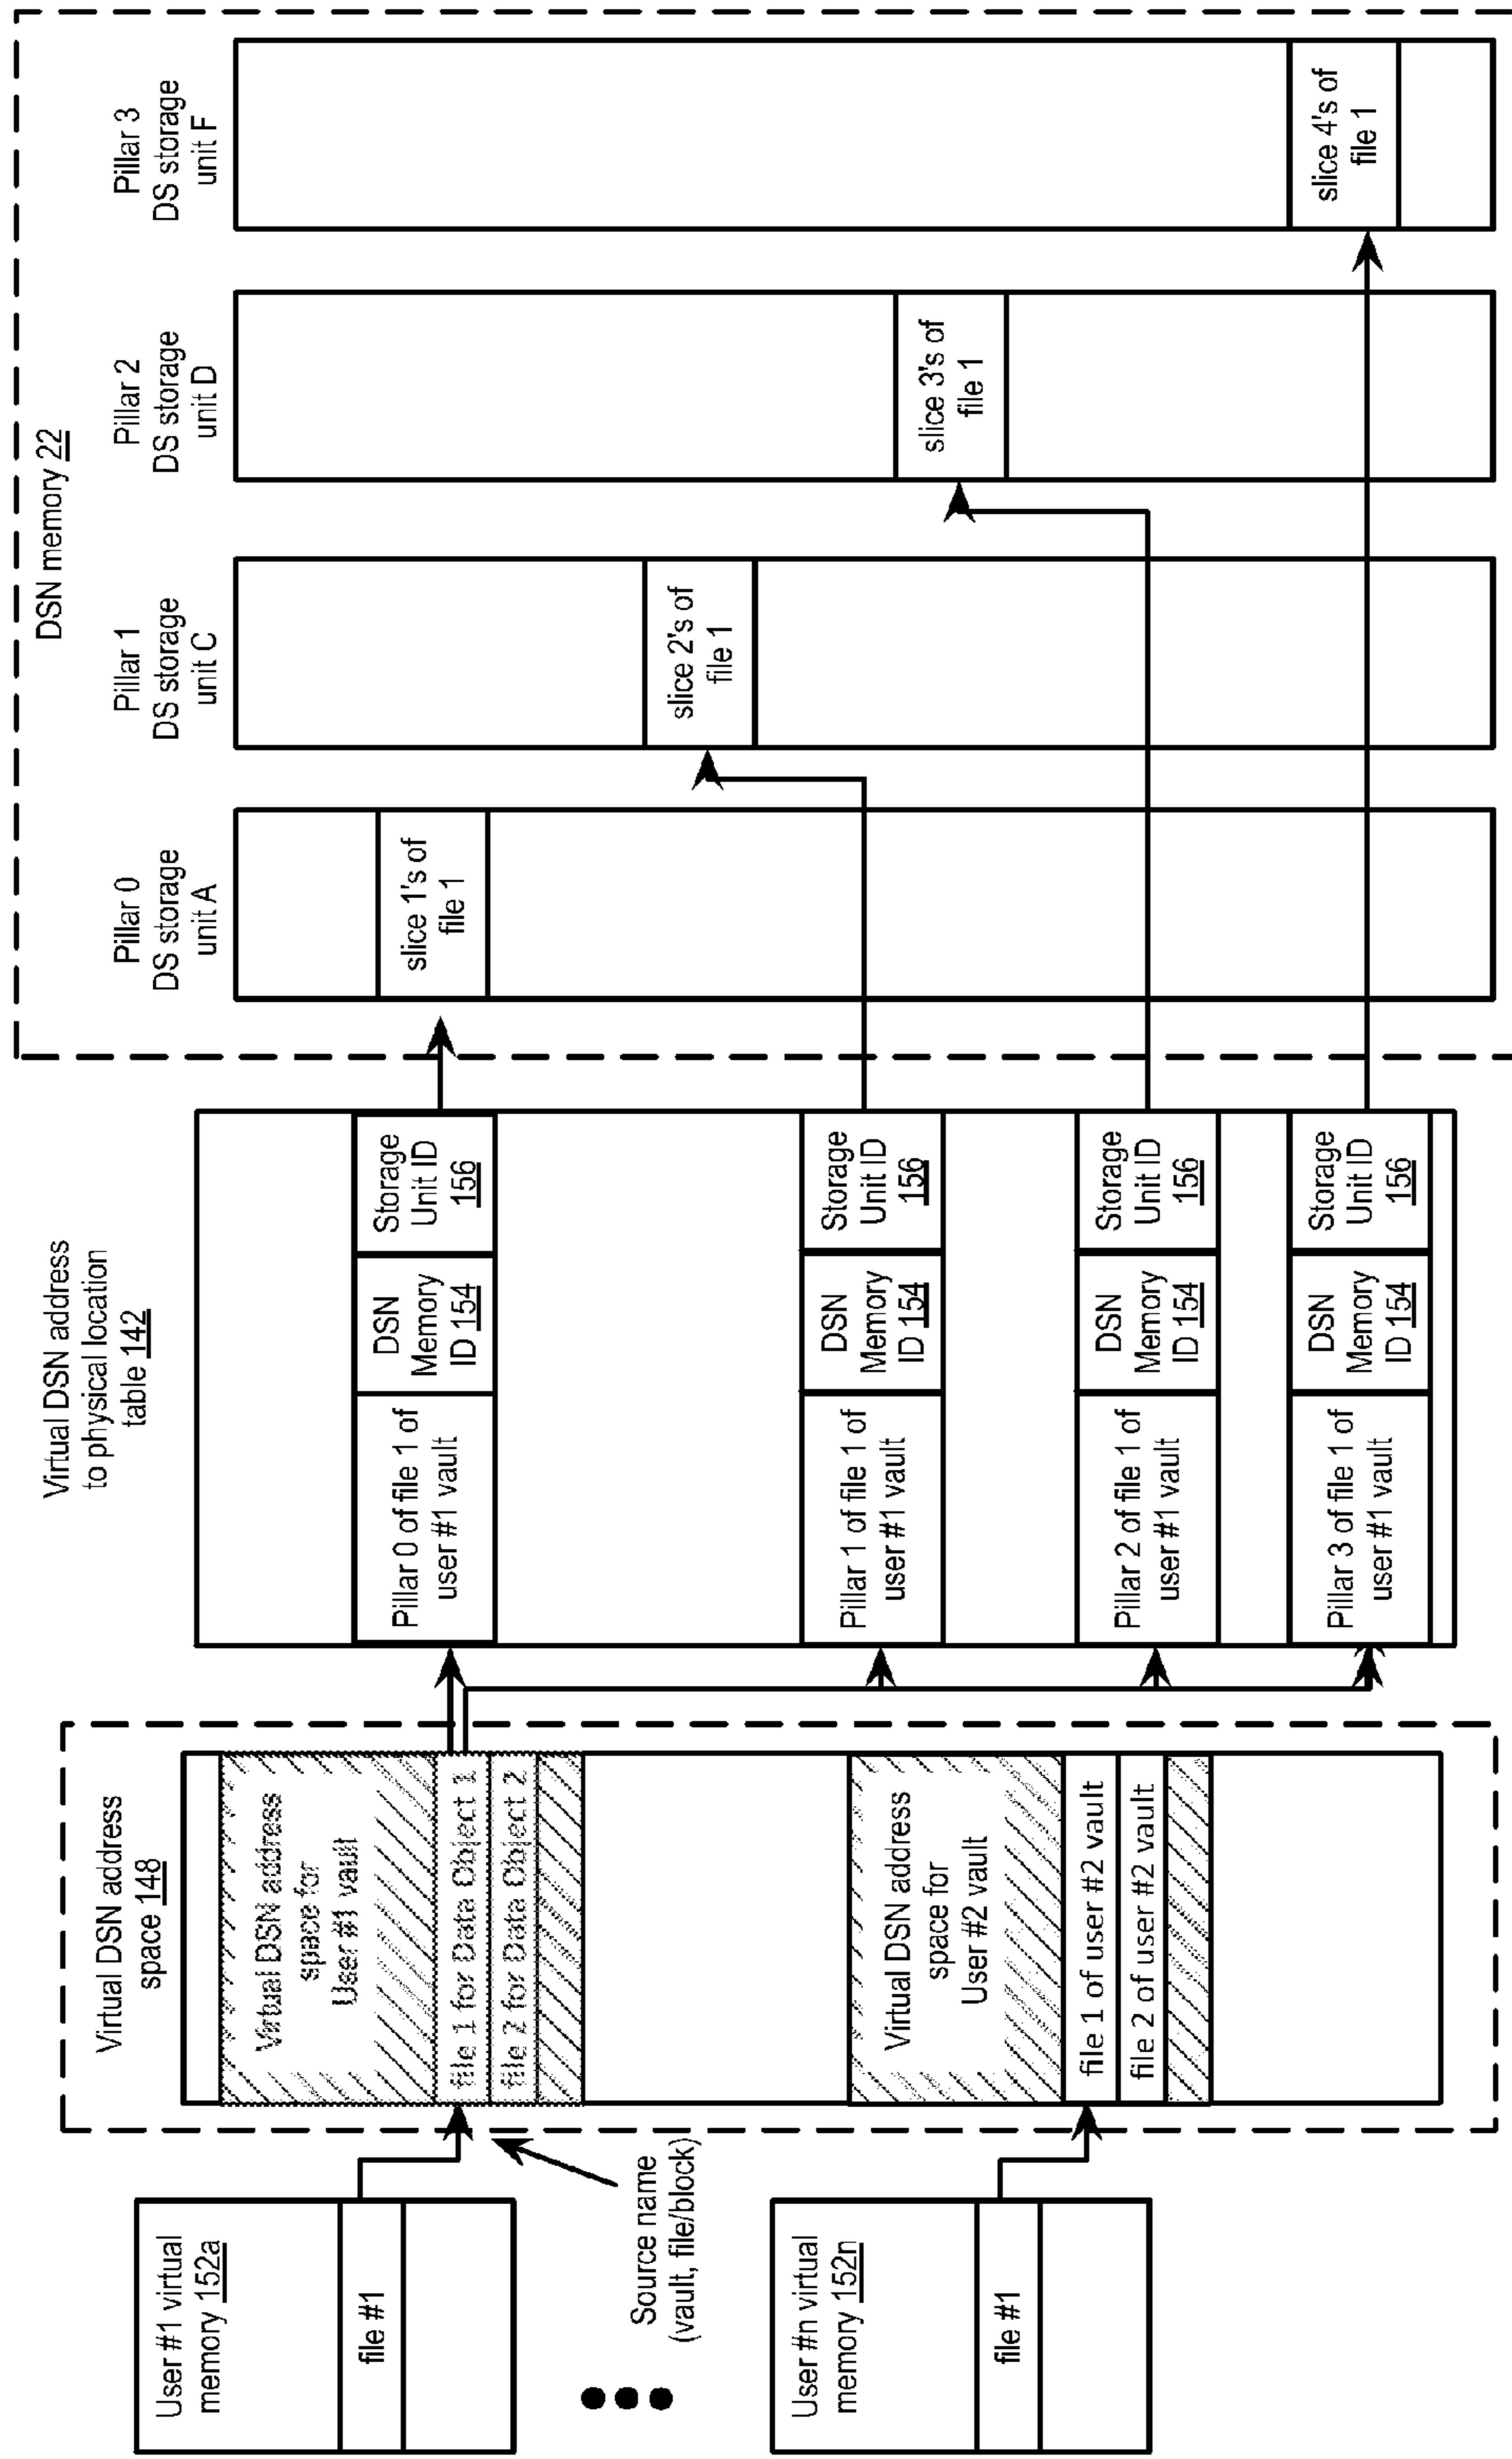 User #1 virtual
memory 152a
file #1
Source name
(vault, file/block)
User #n virtual
memory 152n
file #1
Virtual DSN address
space 148
Virtual DSN address
space for
User #1 vault
file 1 for Data Object 1
file 2 for Data Object 2
Virtual DSN address
space for
User #2 vault
file 1 of user #2 vault
file 2 of user #2 vault
Virtual DSN address
to physical location
table 142
Pillar 0 of file 1 of
user #1 vault
DSN
Memory
ID 154
Storage
Unit ID
156
Pillar 1 of file 1 of
user #1 vault
DSN
Memory
ID 154
Storage
Unit ID
156
Pillar 2 of file 1 of
user #1 vault
DSN
Memory
ID 154
Storage
Unit ID
156
Pillar 3 of file 1 of
user #1 vault
DSN
Memory
ID 154
Storage
Unit ID
156
DSN memory 22
Pillar 0
DS storage
unit A
slice 1's of
file 1
Pillar 1
DS storage
unit C
slice 2's of
file 1
Pillar 2
DS storage
unit D
slice 3's of
file 1
Pillar 3
DS storage
unit F
slice 4's of
file 1